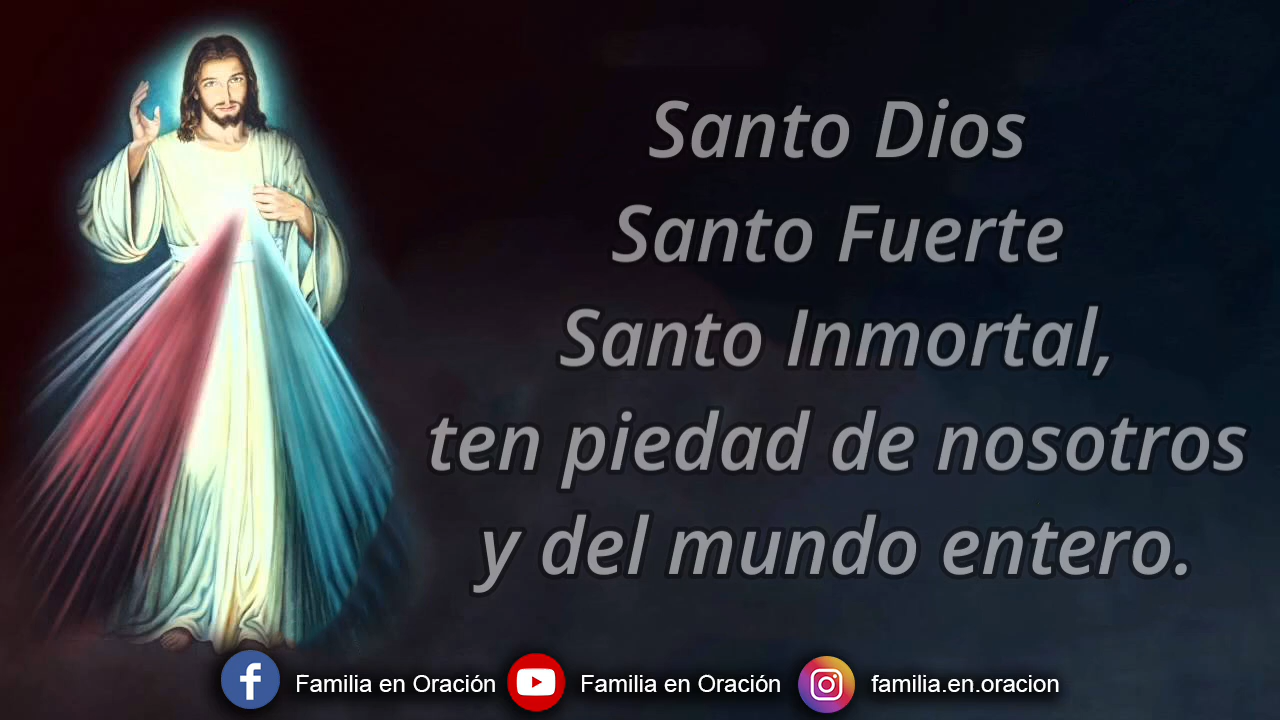 Santo Dios
Santo Fuerte
Santo Inmortal,
ten piedad de nosotros
y del mundo entero.
Familia en Oración
Familia en Oración
familia.en.oracion